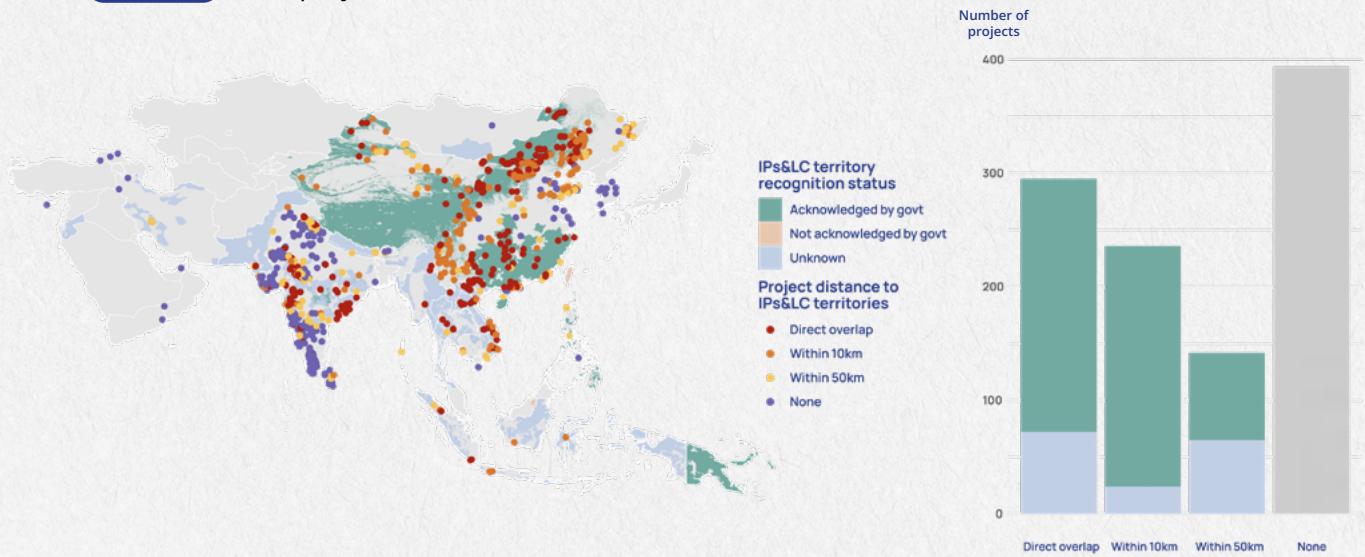 Number of
projects
400
300
200
100
0
Direct overlap
Within 10km
Within 50km
None
IPs&LC territory
recognition status
Acknowledged by govt
Not acknowledged by govt
Unknown
Project distance to
IPs&LC territories
Direct overlap
Within 10km
Within 50km
None